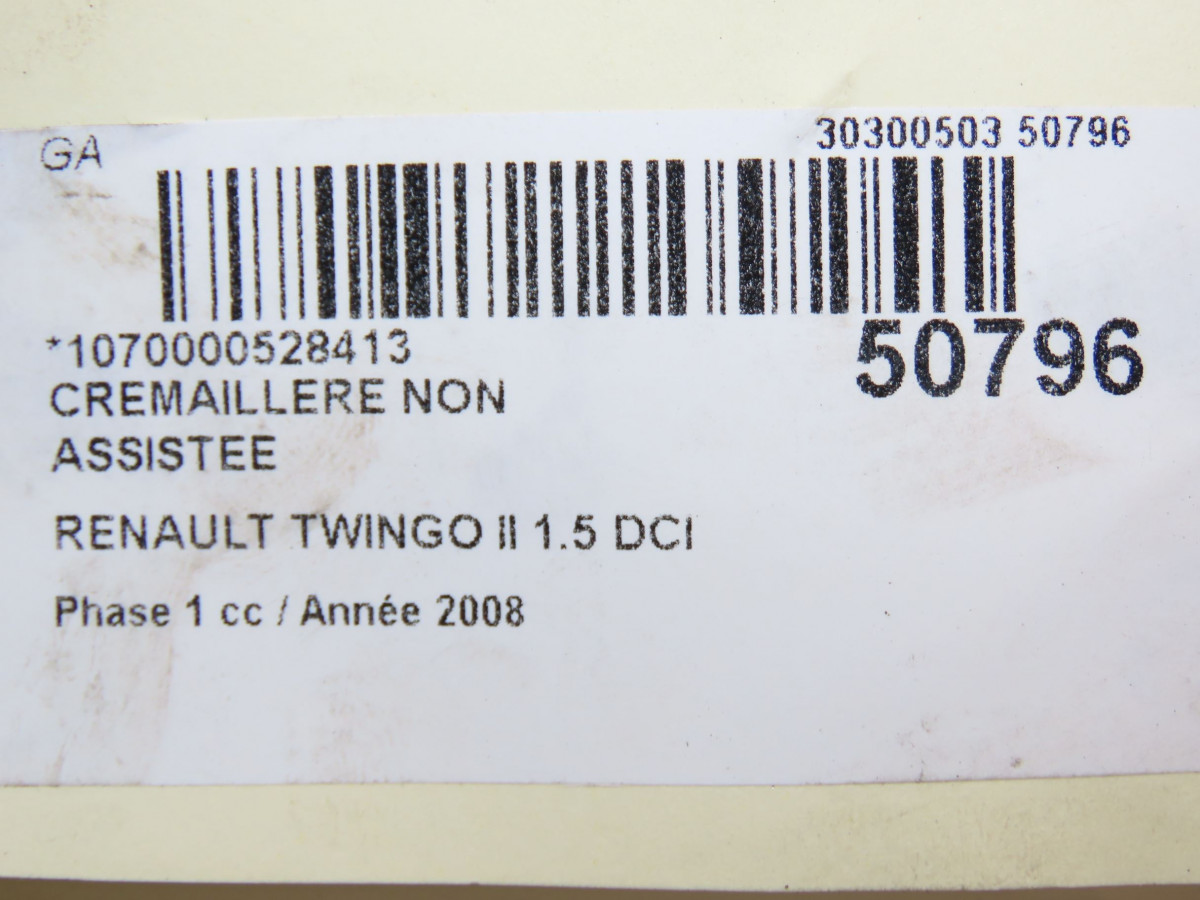 GA
30300503 50796
*1070000528413
50796
CREMAILLERE NON
ASSISTEE
RENAULT TWINGO II 1.5 DCI
Phase 1 cc / Année 2008